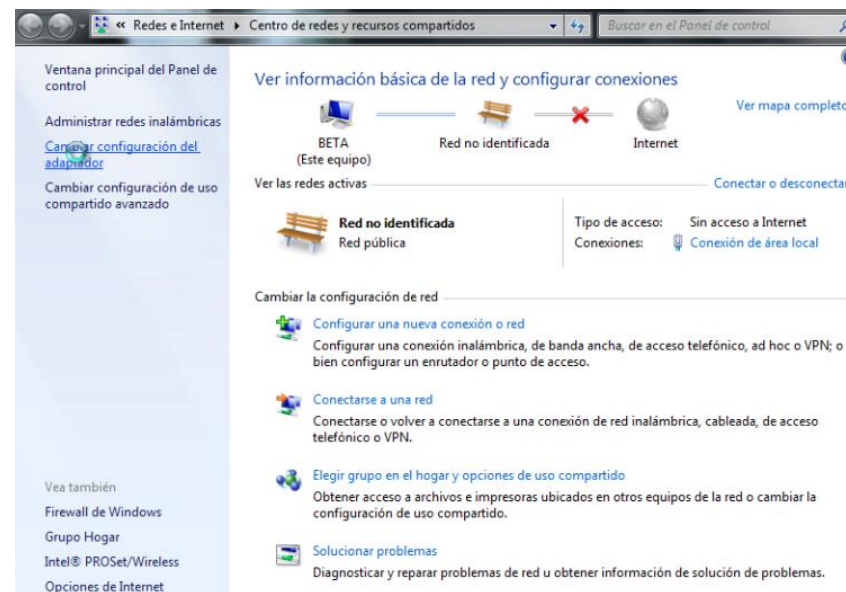 « Redes e Internet ▸ Centro de redes y recursos compartidos
Buscar en el Panel de control
Ventana principal del Panel de
control
Administrar redes inalámbricas
Cambiar configuración del
adaptador
Cambiar configuración de uso
compartido avanzado
Ver información básica de la red y configurar conexiones
Ver mapa completo
BETA
(Este equipo)
Red no identificada
Internet
Ver las redes activas
Conectar o desconectar
Red no identificada
Red pública
Tipo de acceso: Sin acceso a Internet
Conexiones: Conexión de área local
Cambiar la configuración de red
Configurar una nueva conexión o red
Configurar una conexión inalámbrica, de banda ancha, de acceso telefónico, ad hoc o VPN; o
bien configurar un enrutador o punto de acceso.
Conectarse a una red
Conectarse o volver a conectarse a una conexión de red inalámbrica, cableada, de acceso
telefónico o VPN.
Elegir grupo en el hogar y opciones de uso compartido
Obtener acceso a archivos e impresoras ubicados en otros equipos de la red o cambiar la
configuración de uso compartido.
Solucionar problemas
Diagnosticar y reparar problemas de red u obtener información de solución de problemas.
Vea también
Firewall de Windows
Grupo Hogar
Intel® PROSet/Wireless
Opciones de Internet